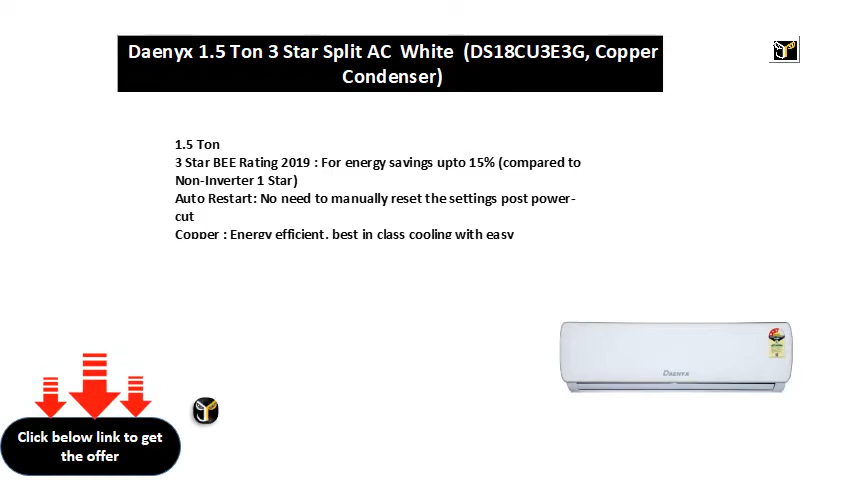 Daenyx 1.5 Ton 3 Star Split AC White (DS18CU3E3G, Copper
Condenser)
1.5 Ton
3 Star BEE Rating 2019 : For energy savings upto 15% (compared to
Non-Inverter 1 Star)
Auto Restart: No need to manually reset the settings post power-
cut
Copper : Energy efficient, best in class cooling with easy
DAENYX
Click below link to get
the offer